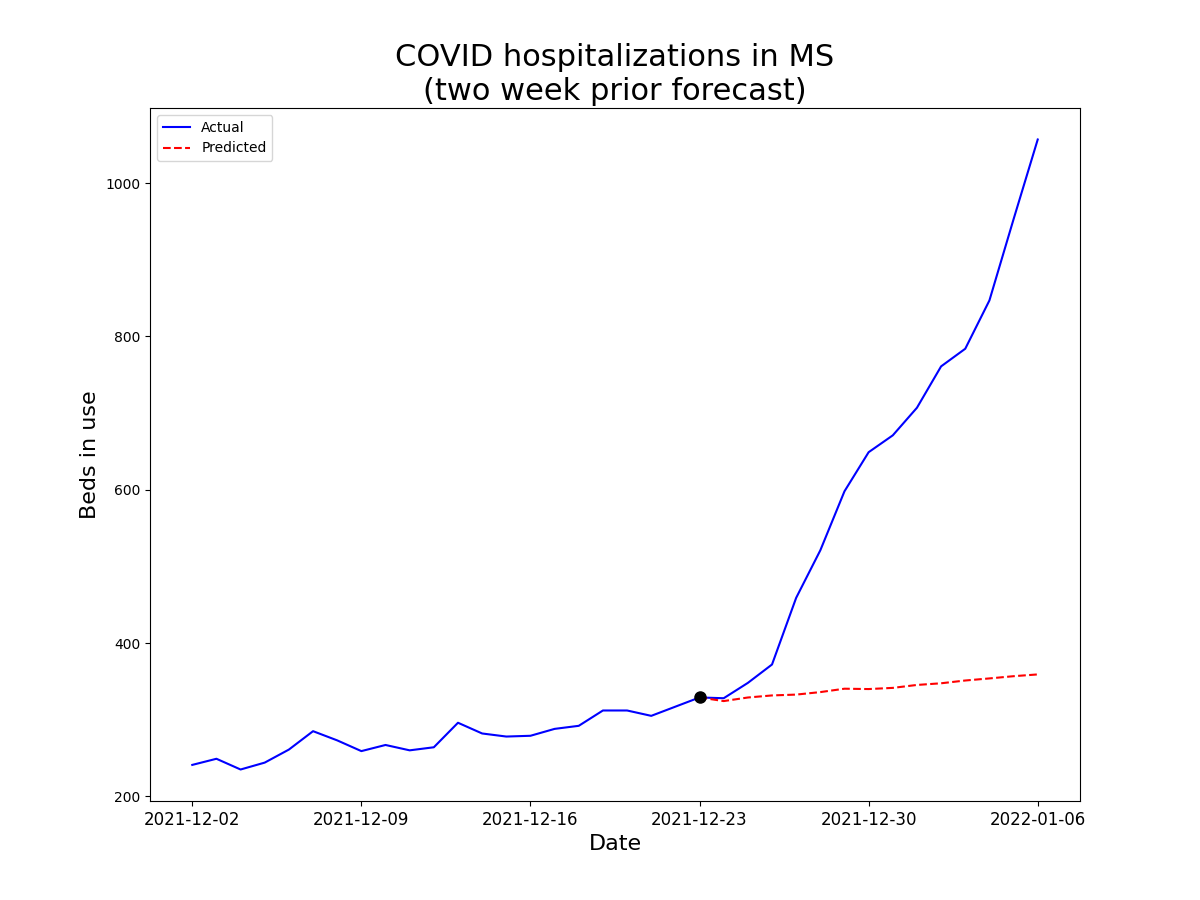 COVID hospitalizations in MS
(two week prior forecast)
Actual
Predicted
1000
800
600
400
200
Beds in use
2021-12-02
2021-12-09
2021-12-16
2021-12-23
2021-12-30
2022-01-06
Date